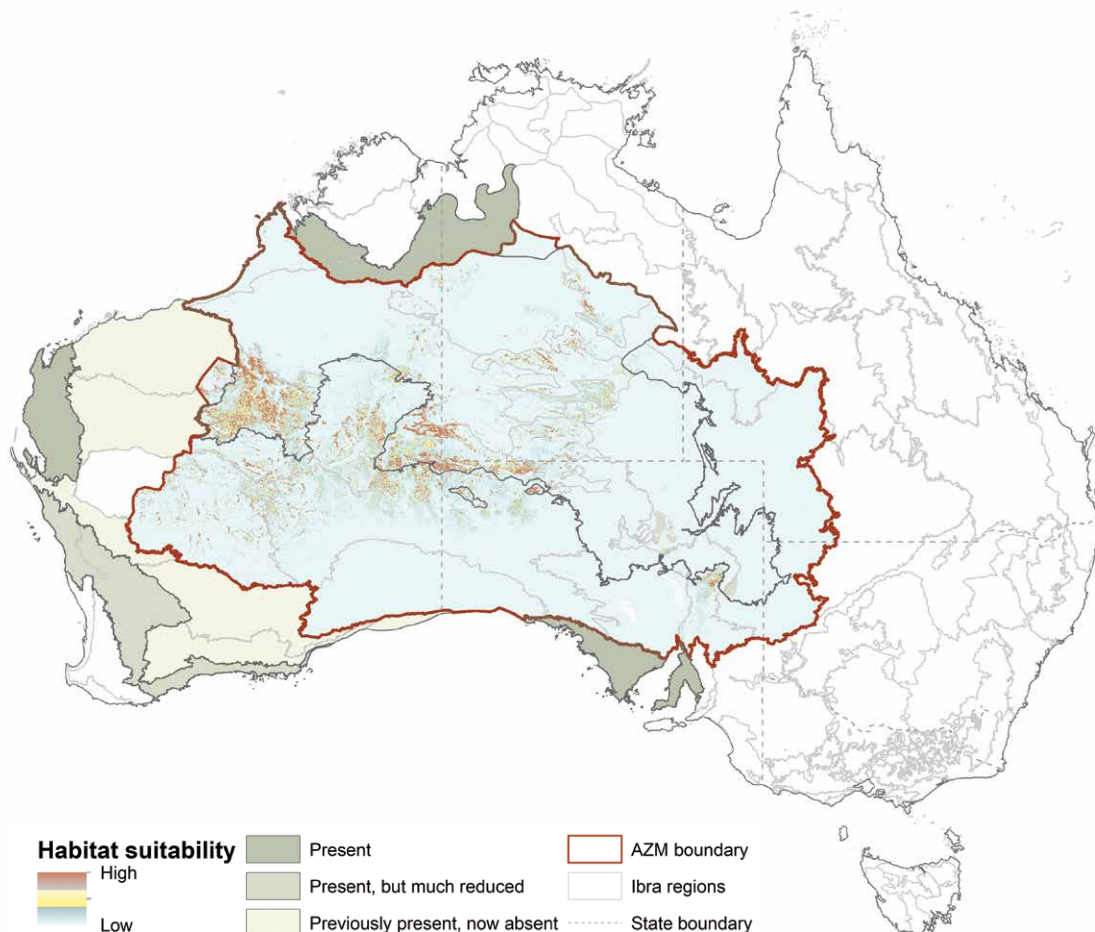 Habitat suitability
High
Low
Present
Present, but much reduced
Previously present, now absent
AZM boundary
Ibra regions
State boundary